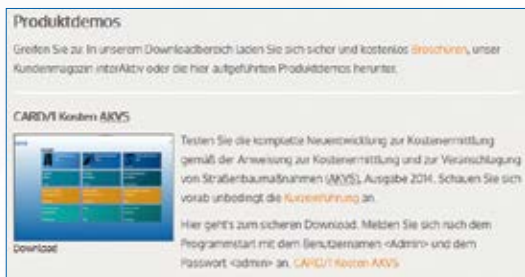 Produktdemos
Greifen Sie zu: In unserem Downloadbereich laden Sie sich sicher und kostenlos Broschüren, unser
Kundenmagazin interAktiv oder die hier aufgeführten Produktdemos herunter.
CARD/1 Kosten AKVS
Testen Sie die komplette Neuentwicklung zur Kostenermittlung
gemäß der Anweisung zur Kostenermittlung und zur Veranschlagung
von Straßenbaumaßnahmen (AKVS), Ausgabe 2014. Schauen Sie sich
vorab unbedingt die Kurzeinführung an.
Hier geht's zum sicheren Download. Melden Sie sich nach dem
Programmstart mit dem Benutzernamen <Admin> und dem
Passwort <admin> an. CARD/1 Kosten AKVS
Download